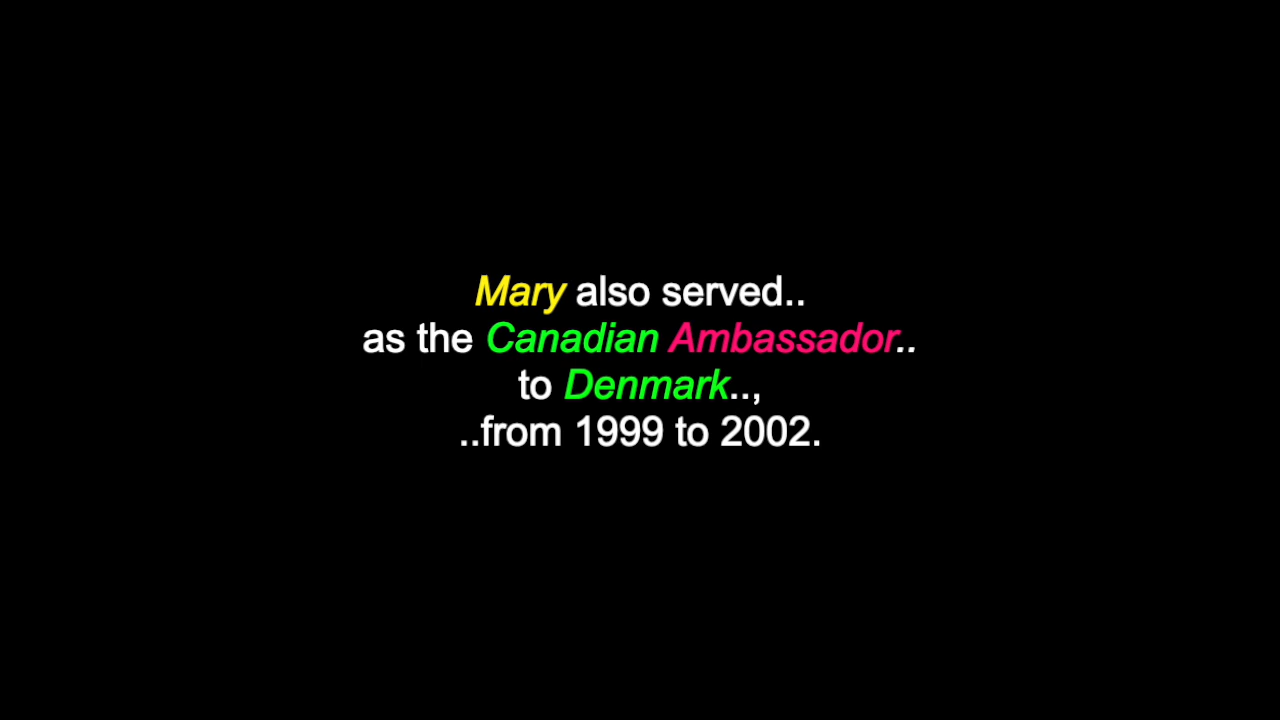 Mary also served..
as the Canadian Ambassador..
to Denmark..,
..from 1999 to 2002.